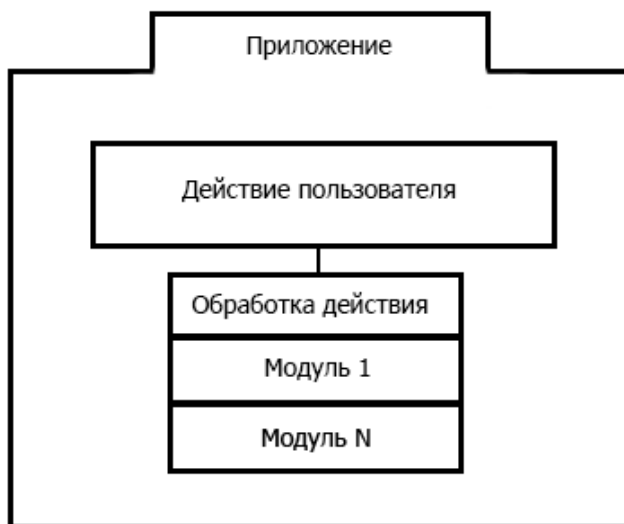 Приложение
Действие пользователя
Обработка действия
Модуль 1
Модуль N